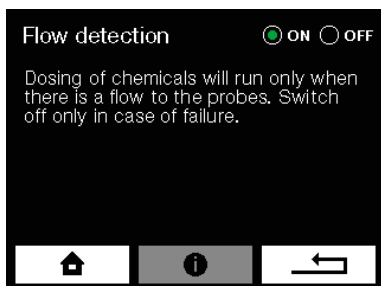 Flow detection ON OFF
Dosing of chemicals will run only when
there is a flow to the probes. Switch
off only in case of failure.